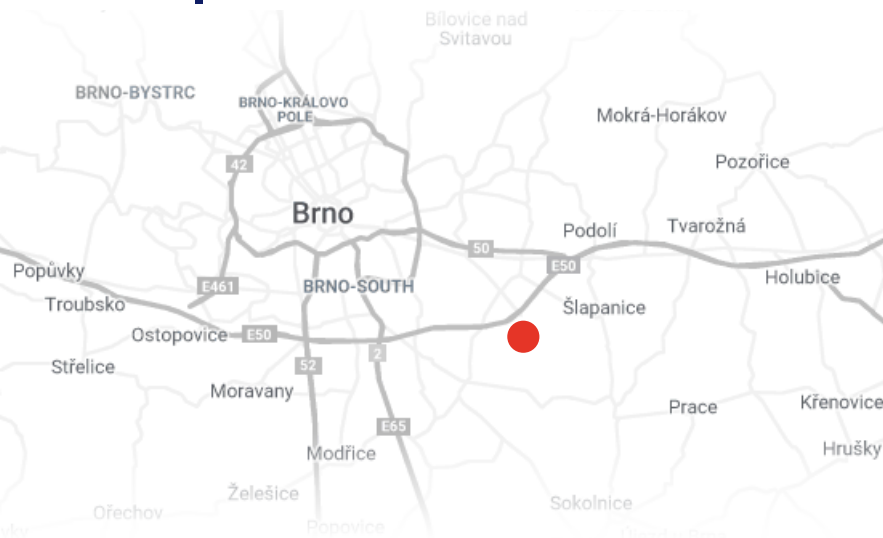 Bílovice nad
Svitavou
BRNO-BYSTRC
BRNO-KRÁLOVO
POLE
Mokrá-Horákov
Pozořice
42
Brno
Podolí
Tvarožná
50
E50
Popůvky
Holubice
E461
BRNO-SOUTH
Troubsko
Šlapanice
Ostopovice
E50
2
Střelice
52
Moravany
Prace
Křenovice
E65
Modřice
Hrušky
Želešice
Sokolnice
Ořechov
Popovice